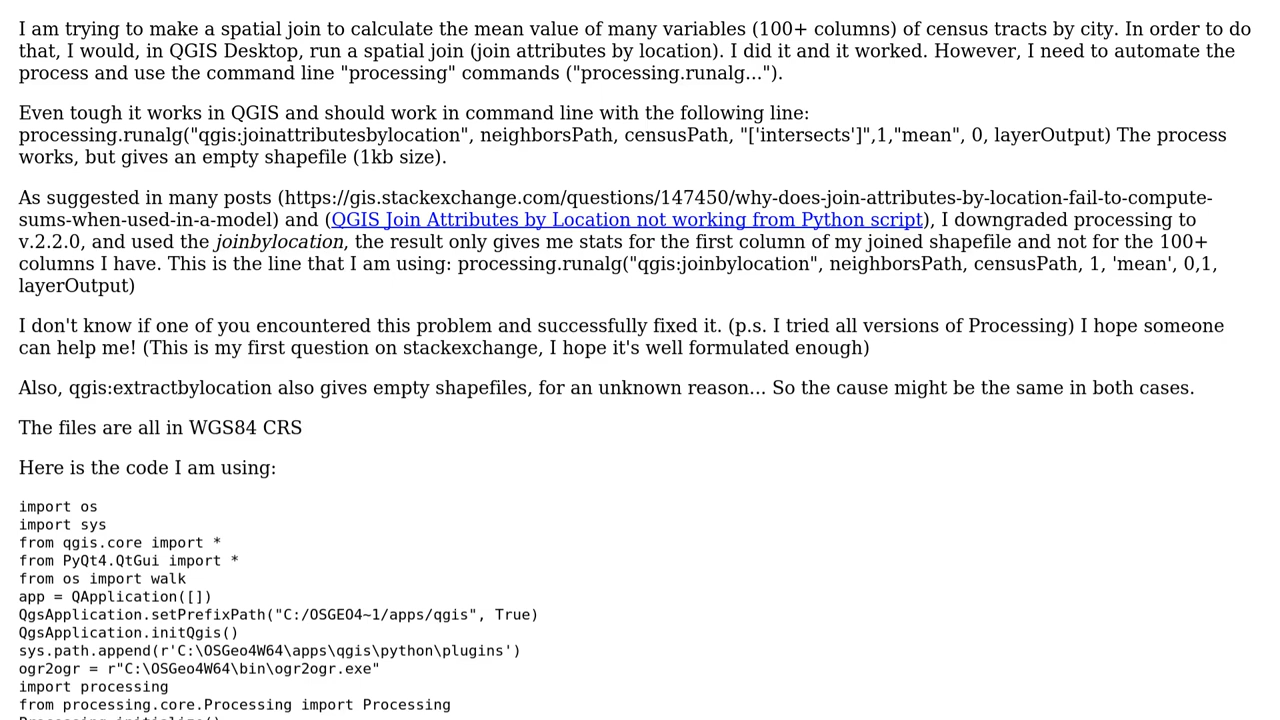 I am trying to make a spatial join to calculate the mean value of many variables (100+ columns) of census tracts by city. In order to do
that, I would, in QGIS Desktop, run a spatial join (join attributes by location). I did it and it worked. However, I need to automate the
process and use the command line "processing" commands ("processing.runalg...").
Even tough it works in QGIS and should work in command line with the following line:
processing.runalg("qgis:joinattributesbylocation", neighborsPath, censusPath, "['intersects']",1,"mean", 0, layerOutput) The process
works, but gives an empty shapefile (1kb size).
As suggested in many posts (https://gis.stackexchange.com/questions/147450/why-does-join-attributes-by-location-fail-to-compute-
sums-when-used-in-a-model) and (QGIS Join Attributes by Location not working from Python script), I downgraded processing to
v.2.2.0, and used the joinbylocation, the result only gives me stats for the first column of my joined shapefile and not for the 100+
columns I have. This is the line that I am using: processing.runalg("qgis:joinbylocation", neighborsPath, censusPath, 1, 'mean', 0,1,
layerOutput)
I don't know if one of you encountered this problem and successfully fixed it. (p.s. I tried all versions of Processing) I hope someone
can help me! (This is my first question on stackexchange, I hope it's well formulated enough)
Also, qgis:extractbylocation also gives empty shapefiles, for an unknown reason... So the cause might be the same in both cases.
The files are all in WGS84 CRS
Here is the code I am using:
import os
import sys
from qgis.core import *
from PyQt4.QtGui import *
from os import walk
app = QApplication([])
QgsApplication.setPrefixPath("C:/OSGEO4~1/apps/qgis", True)
QgsApplication.initQgis()
sys.path.append(r'C:\OSGeo4W64\apps\qgis\python\plugins')
ogr2ogr = r"C:\OSGeo4W64\bin\ogr2ogr.exe"
import processing
from processing.core.Processing import Processing